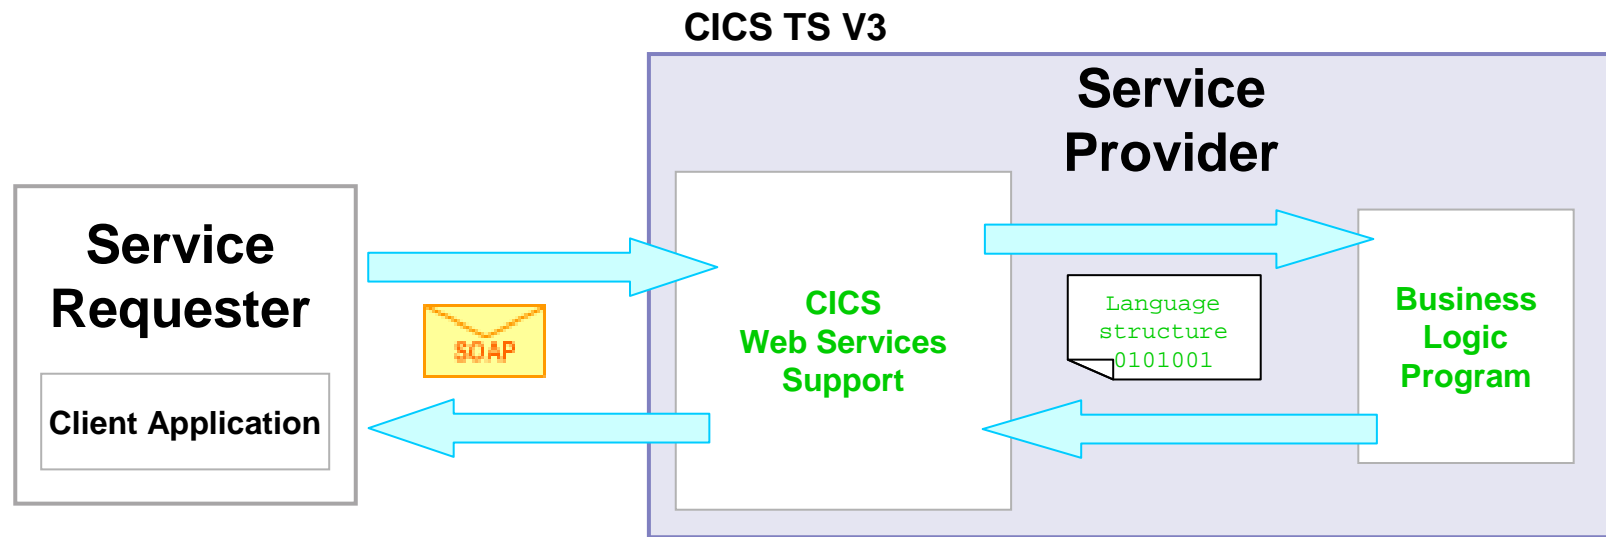 CICS TS V3
Service
Provider
Service
Requester
Client Application
SOAP
CICS
Web Services
Support
Language
structure
0101001
Business
Logic
Program